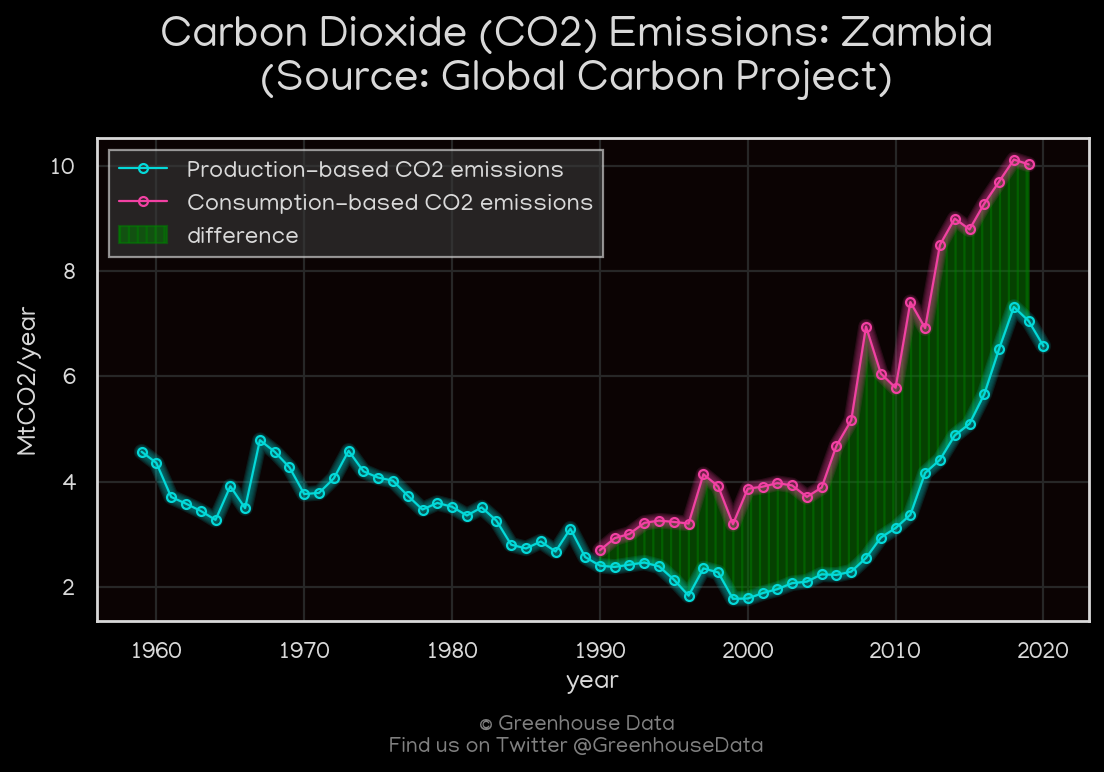 Carbon Dioxide (CO2) Emissions: Zambia
(Source: Global Carbon Project)
Production-based CO2 emissions
Consumption-based CO2 emissions
difference
MtCO2/year
10
8
6
4
2
1960 1970 1980 1990 2000 2010 2020
year
© Greenhouse Data
Find us on Twitter @GreenhouseData